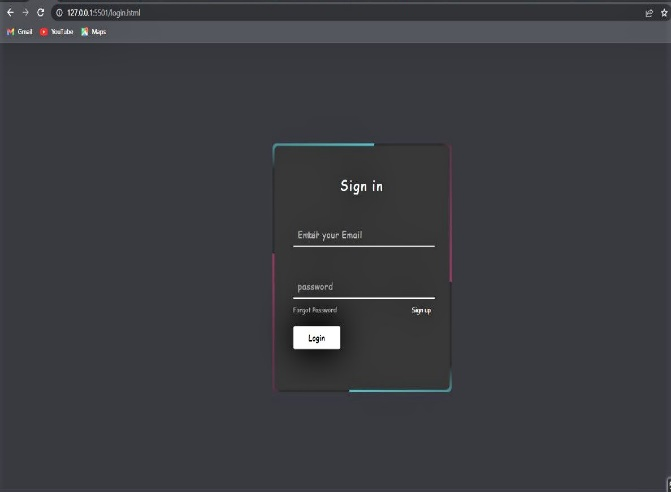 127.0.0.1:5501/login.html
Gmail YouTube Maps
Sign in
your Email
password
Forgot Password Sign up
Login